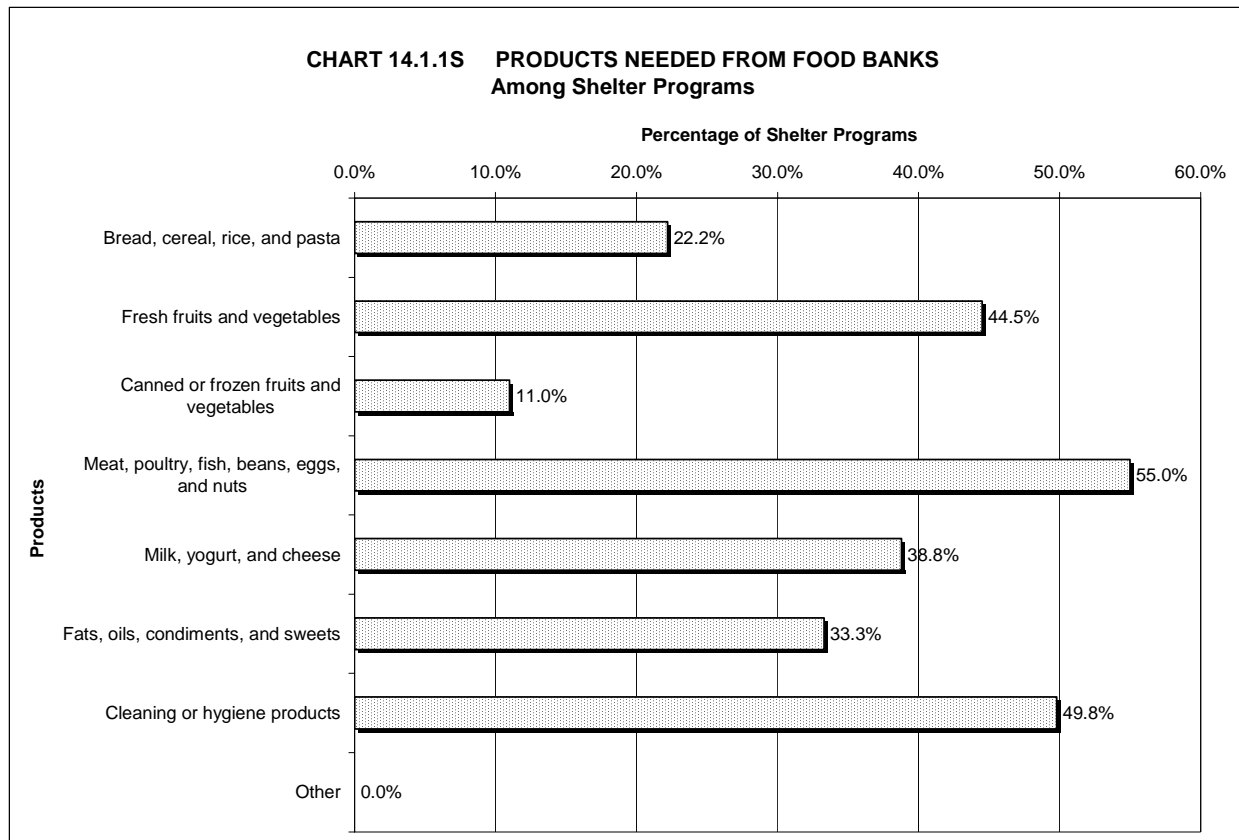 CHART 14.1.1S PRODUCTS NEEDED FROM FOOD BANKS
Among Shelter Programs
Percentage of Shelter Programs
0.0% 10.0% 20.0% 30.0% 40.0% 50.0% 60.0%
Products
Bread, cereal, rice, and pasta 22.2%
Fresh fruits and vegetables 44.5%
Canned or frozen fruits and
vegetables 11.0%
Meat, poultry, fish, beans, eggs,
and nuts 55.0%
Milk, yogurt, and cheese 38.8%
Fats, oils, condiments, and sweets 33.3%
Cleaning or hygiene products 49.8%
Other 0.0%